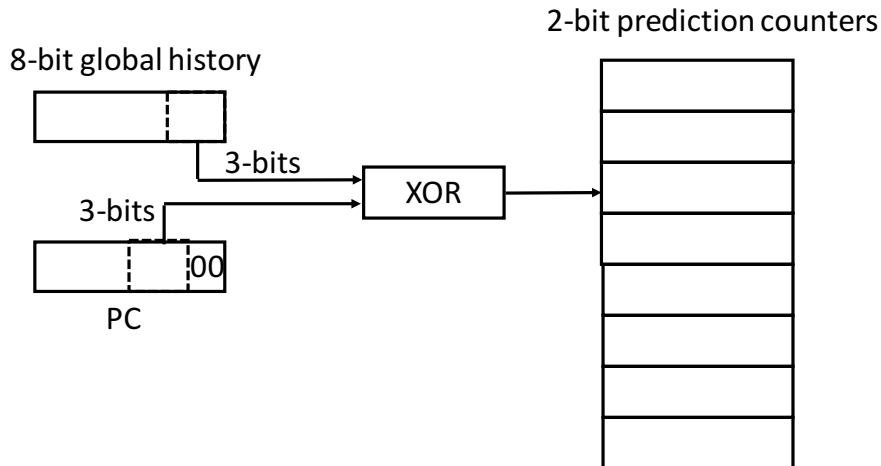 2-bit prediction counters
8-bit global history
3-bits
XOR
3-bits
00
PC